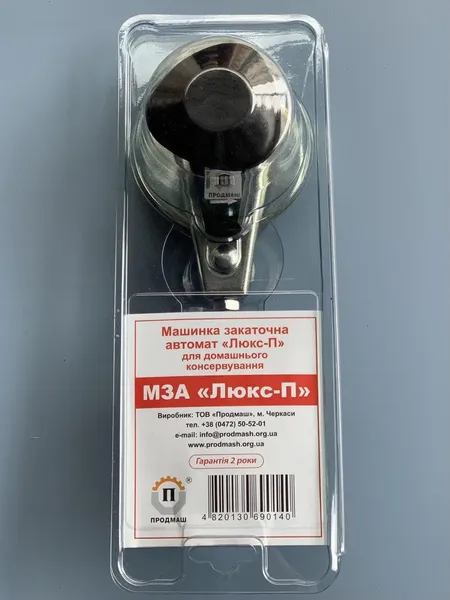 П
ПРОДМАШ
Машинка закаточна
автомат «Люкс-П»
для домашнього
консервування
МЗА «Люкс-П»
Виробник: ТОВ «Продмаш», м. Черкаси
тел. +38 (0472) 50-52-01
e-mail: info@prodmash.org.ua
www.prodmash.org.ua
Гарантія 2 роки
П
®
ПРОДМАШ
4 820130 690140